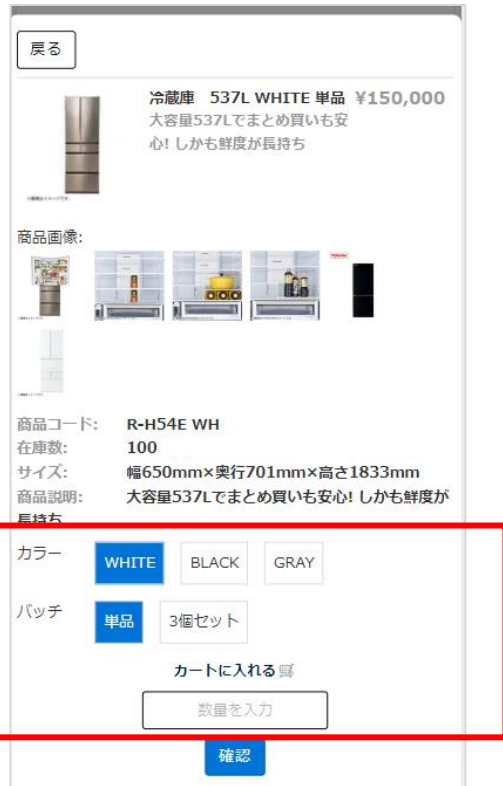 戻る
冷蔵庫 537L WHITE 単品 ¥150,000
大容量537Lでまとめ買いも安
心! しかも鮮度が長持ち
商品画像:
商品コード: R-H54E WH
在庫数: 100
サイズ: 幅650mm×奥行701mm×高さ1833mm
商品説明: 大容量537Lでまとめ買いも安心! しかも鮮度が
長持ち
カラー WHITE BLACK GRAY
バッチ 単品 3個セット
カートに入れる
数量を入力
確認